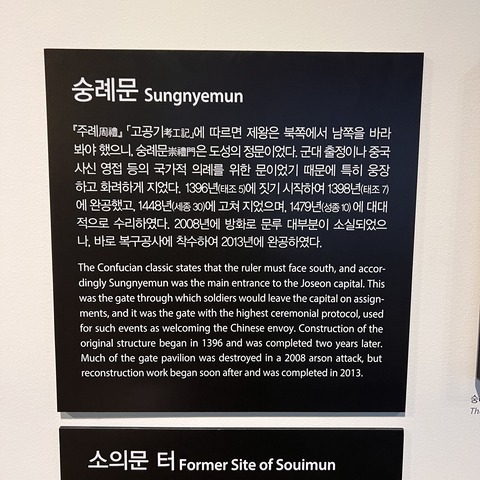 숭례문 Sungnyemun
『주례周禮』 「고공기考工記」에 따르면 제왕은 북쪽에서 남쪽을 바라
봐야 했으니, 숭례문崇禮門은 도성의 정문이었다. 군대 출정이나 중국
사신 영접 등의 국가적 의례를 위한 문이었기 때문에 특히 웅장
하고 화려하게 지었다. 1396년(태조 5)에 짓기 시작하여 1398년(태조 7)
에 완공했고, 1448년(세종 30)에 고쳐 지었으며, 1479년(성종 10) 에 대대
적으로 수리하였다. 2008년에 방화로 문루 대부분이 소실되었으
나, 바로 복구공사에 착수하여 2013년에 완공하였다.
The Confucian classic states that the ruler must face south, and accor-
dingly Sungnyemun was the main entrance to the Joseon capital. This
was the gate through which soldiers would leave the capital on assign-
ments, and it was the gate with the highest ceremonial protocol, used
for such events as welcoming the Chinese envoy. Construction of the
original structure began in 1396 and was completed two years later.
Much of the gate pavilion was destroyed in a 2008 arson attack, but
reconstruction work began soon after and was completed in 2013.
소의문 터 Former Site of Souimun